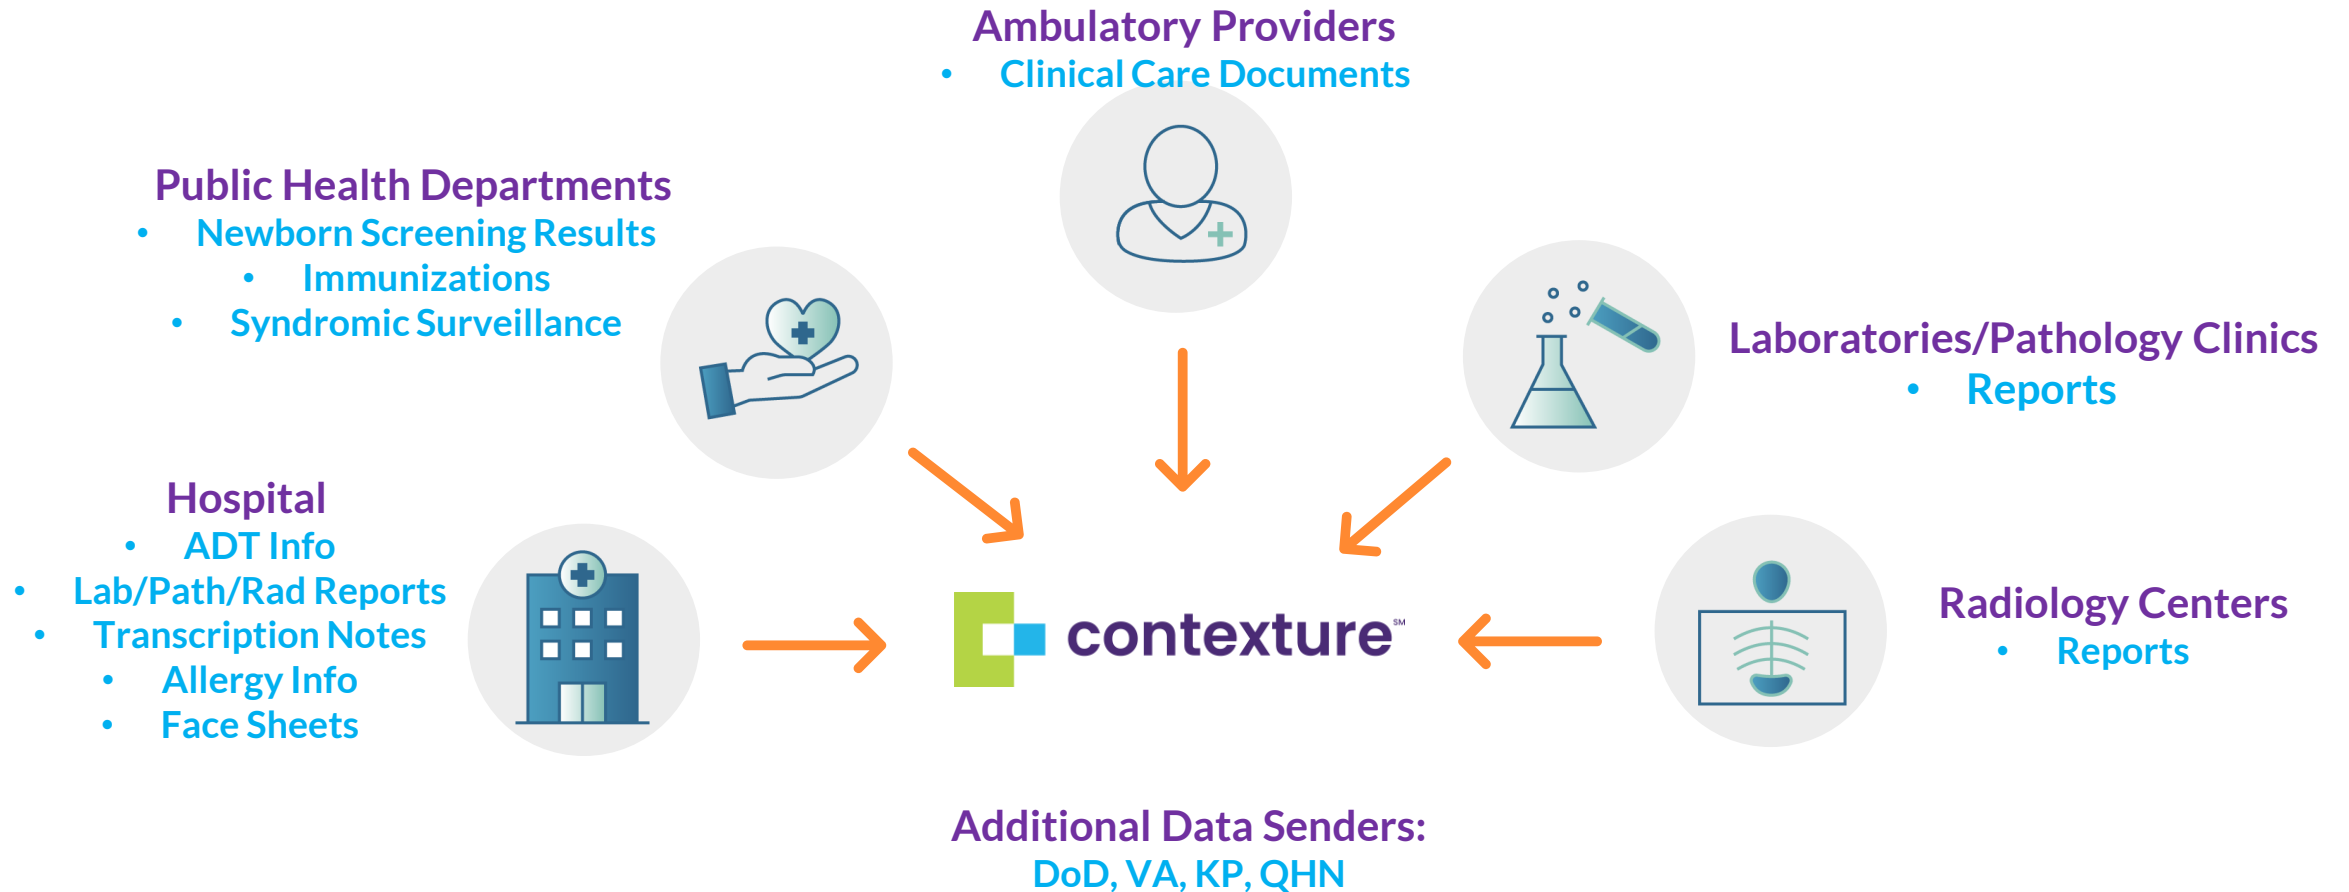 Ambulatory Providers
• Clinical Care Documents
Public Health Departments
• Newborn Screening Results
• Immunizations
• Syndromic Surveillance
Laboratories/Pathology Clinics
• Reports
Hospital
• ADT Info
• Lab/Path/Rad Reports
• Transcription Notes
• Allergy Info
• Face Sheets
contexture℠
Radiology Centers
• Reports
Additional Data Senders:
DoD, VA, KP, QHN